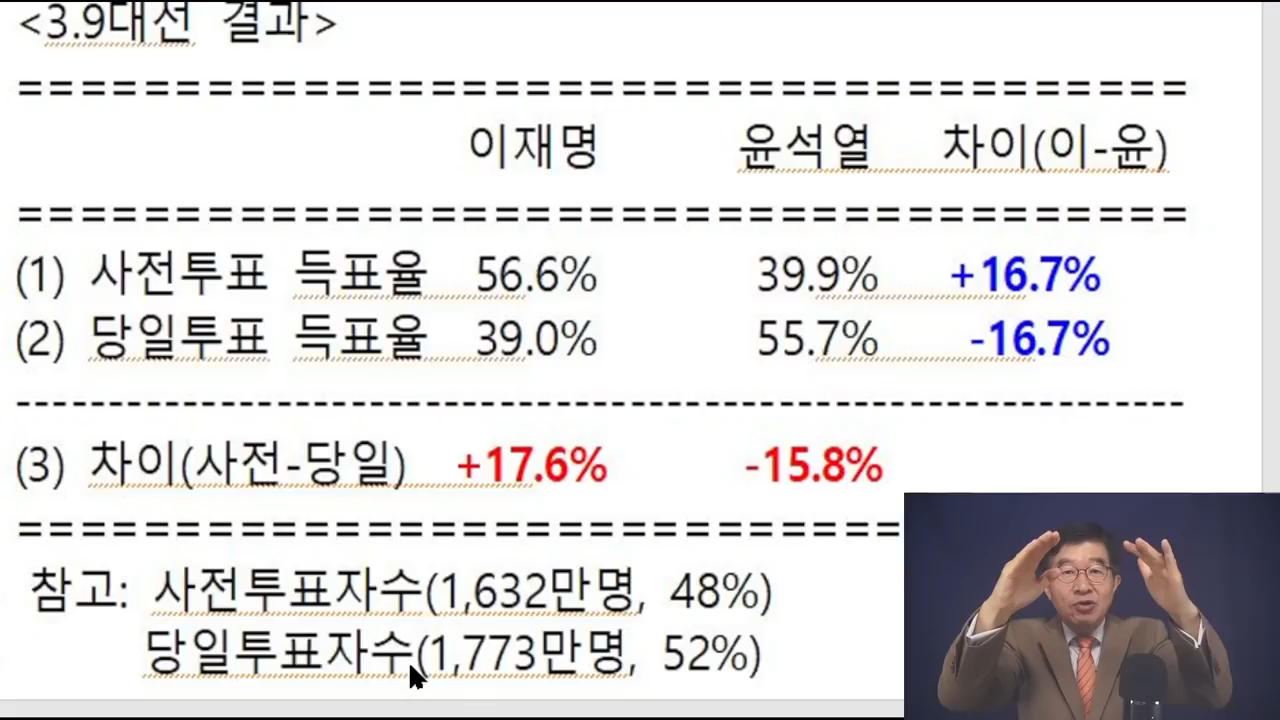 <3.9대선 결과>
==================================
이재명 윤석열 차이(이-윤)
==================================
(1) 사전투표 득표율 56.6% 39.9% +16.7%
(2) 당일투표 득표율 39.0% 55.7% -16.7%
------------------------------------------------------------
(3) 차이(사전-당일) +17.6% -15.8%
==========================
참고: 사전투표자수(1,632만명, 48%)
당일투표자수(1,773만명, 52%)